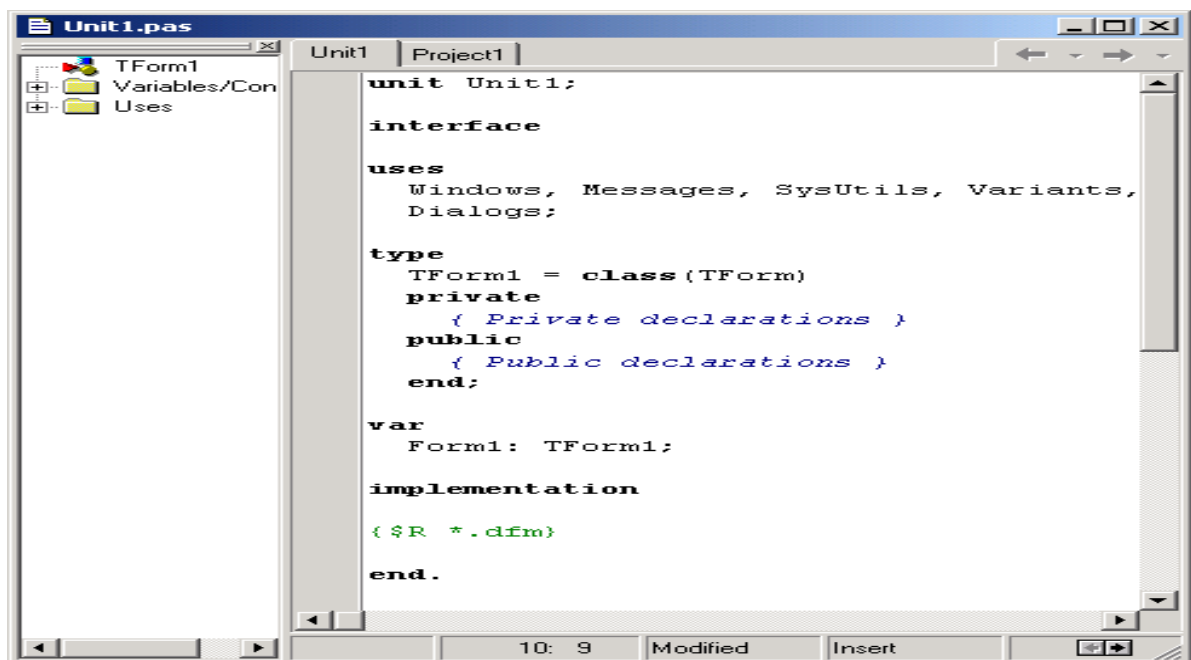 Unit1.pas
TForm1
Variables/Con
Uses
Unit1
Project1
unit Unit1;
interface
uses
Windows, Messages, SysUtils, Variants,
Dialogs;
type
TForm1 = class(TForm)
private
{ Private declarations }
public
{ Public declarations }
end;
var
Form1: TForm1;
implementation
{$R *.dfm}
end.
10: 9 Modified Insert